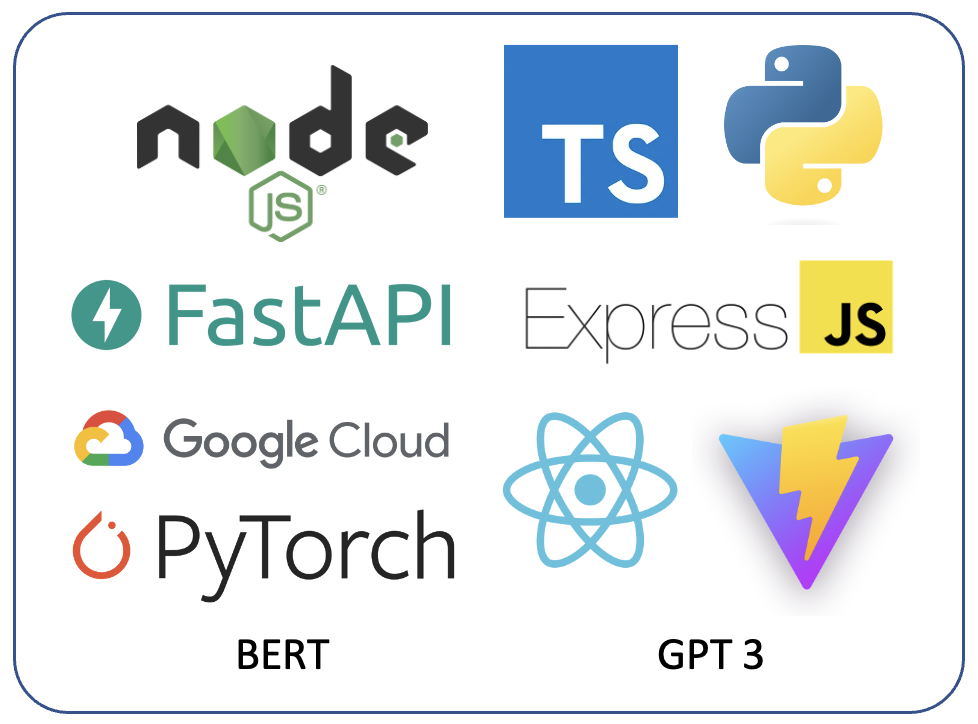 node
JS®
TS
FastAPI
Express
JS
Google Cloud
PyTorch
BERT
GPT 3